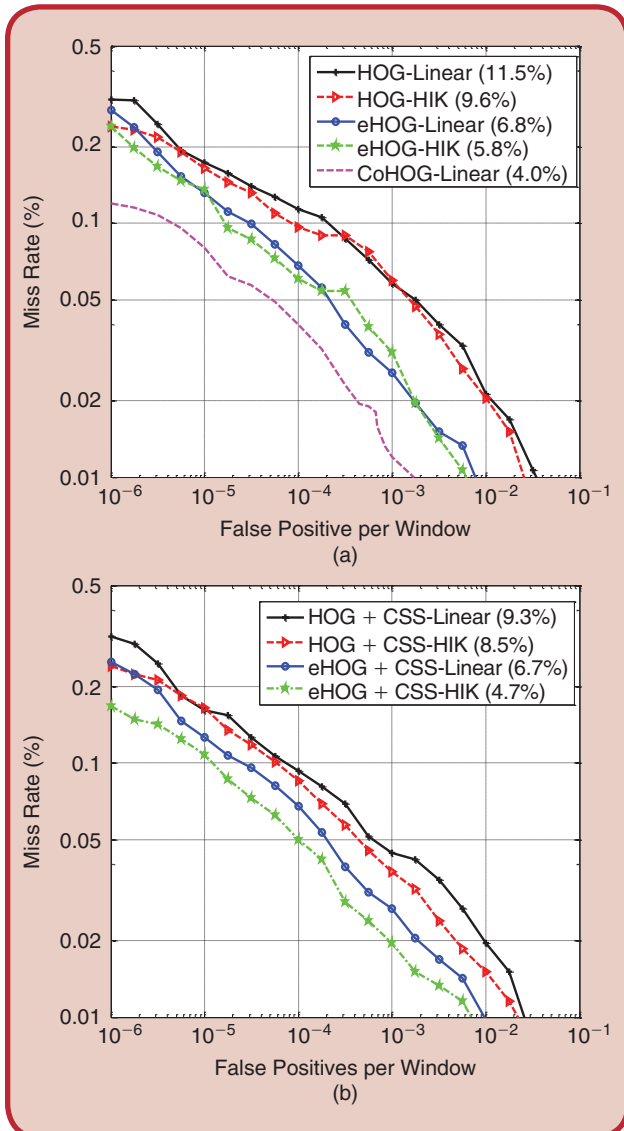 0.5
HOG-Linear (11.5%)
HOG-HIK (9.6%)
eHOG-Linear (6.8%)
eHOG-HIK (5.8%)
CoHOG-Linear (4.0%)
0.2
0.1
0.05
0.02
0.01
Miss Rate (%)
10⁻⁶ 10⁻⁵ 10⁻⁴ 10⁻³ 10⁻² 10⁻¹
False Positive per Window
(a)
0.5
HOG + CSS-Linear (9.3%)
HOG + CSS-HIK (8.5%)
eHOG + CSS-Linear (6.7%)
eHOG + CSS-HIK (4.7%)
0.2
0.1
0.05
0.02
0.01
Miss Rate (%)
10⁻⁶ 10⁻⁵ 10⁻⁴ 10⁻³ 10⁻² 10⁻¹
False Positives per Window
(b)